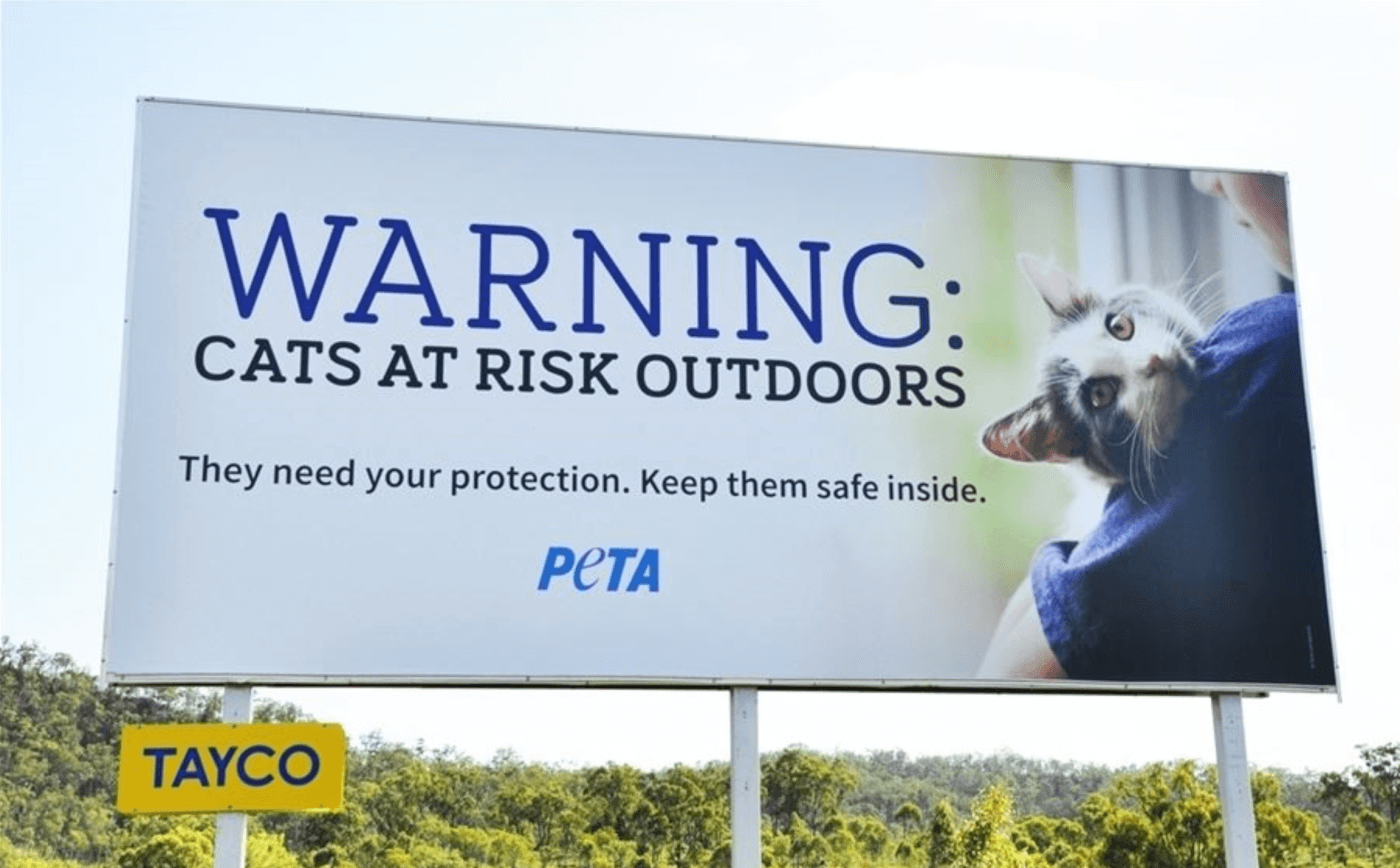 WARNING:
CATS AT RISK OUTDOORS
They need your protection. Keep them safe inside.
PeTA
TAYCO